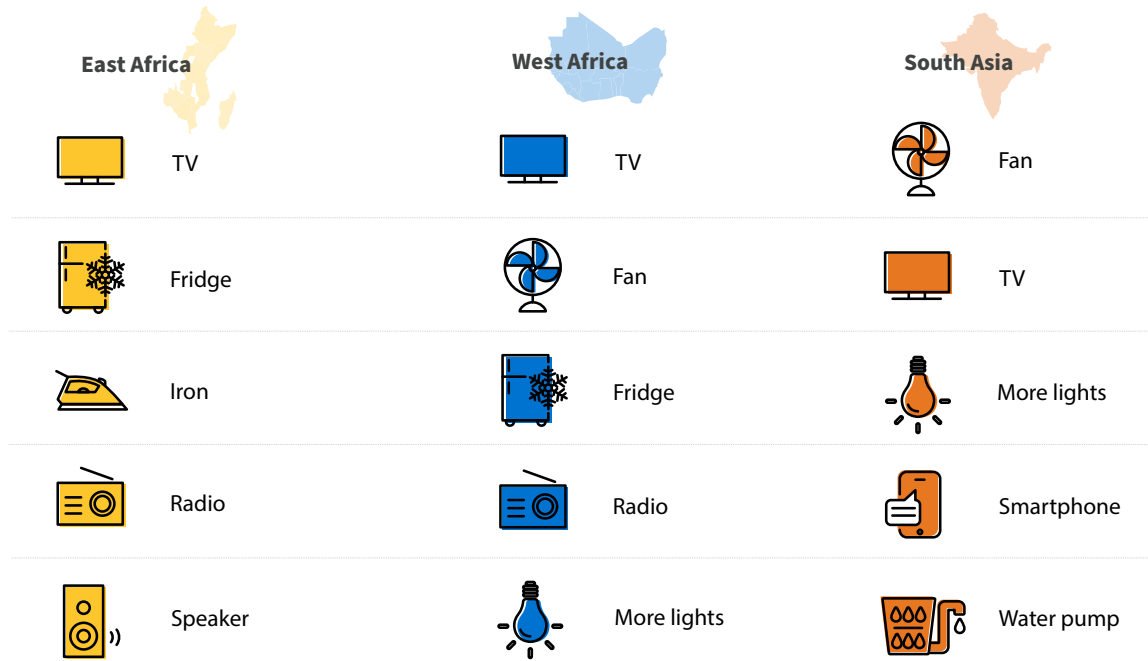 East Africa
West Africa
South Asia
TV
TV
Fan
Fridge
Fan
TV
Iron
Fridge
More lights
Radio
Radio
Smartphone
Speaker
More lights
Water pump